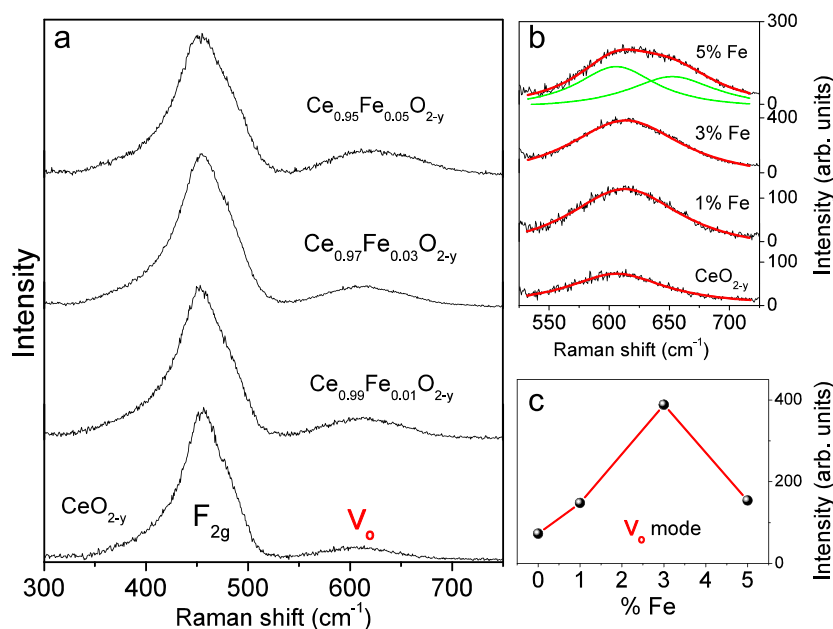 a
Intensity
Ce0.95Fe0.05O2-y
Ce0.97Fe0.03O2-y
Ce0.99Fe0.01O2-y
CeO2-y
F2g
Vo
300 400 500 600 700
Raman shift (cm-1)
b
5% Fe
3% Fe
1% Fe
CeO2-y
300
0
400
0
100
0
100
0
Intensity (arb. units)
550 600 650 700
Raman shift (cm-1)
c
400
200
0
Intensity (arb. units)
Vo mode
0 1 2 3 4 5
% Fe